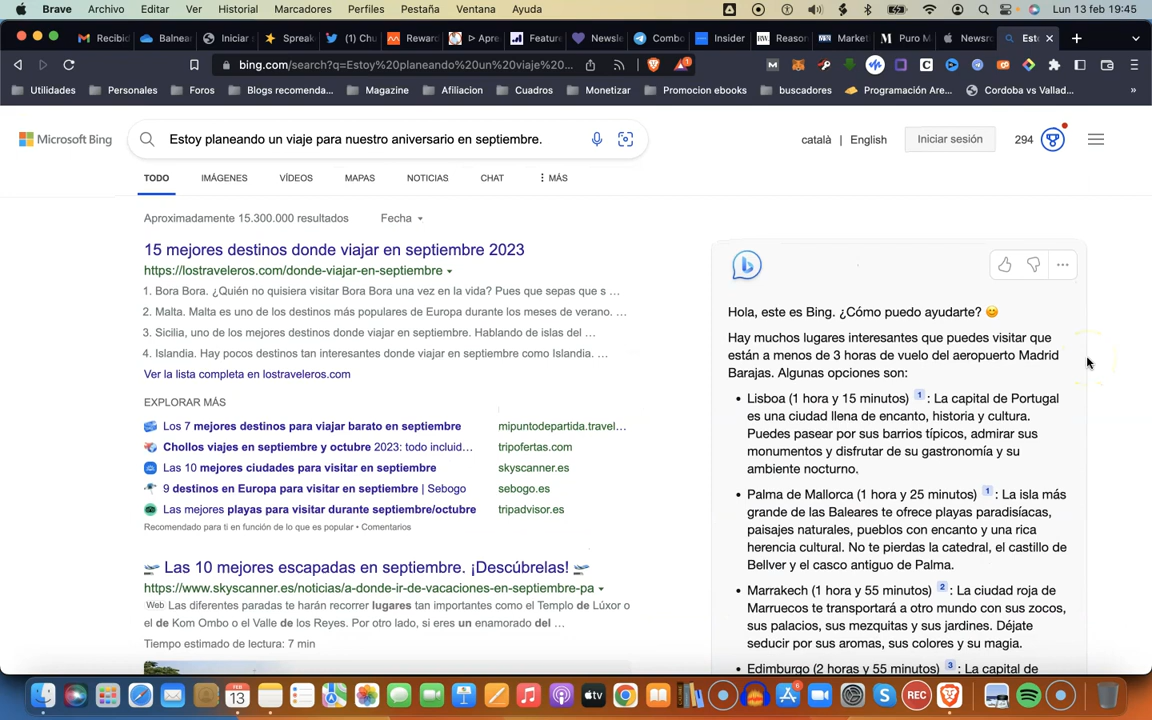 Brave Archivo Editar Ver Historial Marcadores Perfiles Pestaña Ventana Ayuda Lun 13 feb 19:45
Recibid Balnea Iniciar Spreak (1) Chu Reward Apre Featur Newsle Combo Insider Reason Market Puro M Newsro Esto
bing.com/search?q=Estoy%20planeando%20un%20viaje%20...
Utilidades Personales Foros Blogs recomenda... Magazine Afiliacion Cuadros Monetizar Promocion ebooks buscadores Programación Are... Cordoba vs Vallad... »
Microsoft Bing
Estoy planeando un viaje para nuestro aniversario en septiembre.
català | English Iniciar sesión 294
TODO IMÁGENES VÍDEOS MAPAS NOTICIAS CHAT MÁS
Aproximadamente 15.300.000 resultados Fecha
15 mejores destinos donde viajar en septiembre 2023
https://lostraveleros.com/donde-viajar-en-septiembre
1. Bora Bora. ¿Quién no quisiera visitar Bora Bora una vez en la vida? Pues que sepas que s ...
2. Malta. Malta es uno de los destinos más populares de Europa durante los meses de verano. ...
3. Sicilia, uno de los mejores destinos donde viajar en septiembre. Hablando de islas del ...
4. Islandia. Hay pocos destinos tan interesantes donde viajar en septiembre como Islandia. ...
Ver la lista completa en lostraveleros.com
EXPLORAR MÁS
Los 7 mejores destinos para viajar barato en septiembre mipuntodepartida.travel...
Chollos viajes en septiembre y octubre 2023: todo incluid... tripofertas.com
Las 10 mejores ciudades para visitar en septiembre skyscanner.es
9 destinos en Europa para visitar en septiembre | Sebogo sebogo.es
Las mejores playas para visitar durante septiembre/octubre tripadvisor.es
Recomendado para ti en función de lo que es popular • Comentarios
Las 10 mejores escapadas en septiembre. ¡Descúbrelas!
https://www.skyscanner.es/noticias/a-donde-ir-de-vacaciones-en-septiembre-pa
Web Las diferentes paradas te harán recorrer lugares tan importantes como el Templo de Lúxor o
el de Kom Ombo o el Valle de los Reyes. Por otro lado, si eres un enamorado del ...
Tiempo estimado de lectura: 7 min
Hola, este es Bing. ¿Cómo puedo ayudarte? 😊
Hay muchos lugares interesantes que puedes visitar que
están a menos de 3 horas de vuelo del aeropuerto Madrid
Barajas. Algunas opciones son:
• Lisboa (1 hora y 15 minutos) 1 : La capital de Portugal
es una ciudad llena de encanto, historia y cultura.
Puedes pasear por sus barrios típicos, admirar sus
monumentos y disfrutar de su gastronomía y su
ambiente nocturno.
• Palma de Mallorca (1 hora y 25 minutos) 1 : La isla más
grande de las Baleares te ofrece playas paradisíacas,
paisajes naturales, pueblos con encanto y una rica
herencia cultural. No te pierdas la catedral, el castillo de
Bellver y el casco antiguo de Palma.
• Marrakech (1 hora y 55 minutos) 2 : La ciudad roja de
Marruecos te transportará a otro mundo con sus zocos,
sus palacios, sus mezquitas y sus jardines. Déjate
seducir por sus aromas, sus colores y su magia.
• Edimburgo (2 horas y 55 minutos) 3 : La capital de
FEB
13
tv
REC